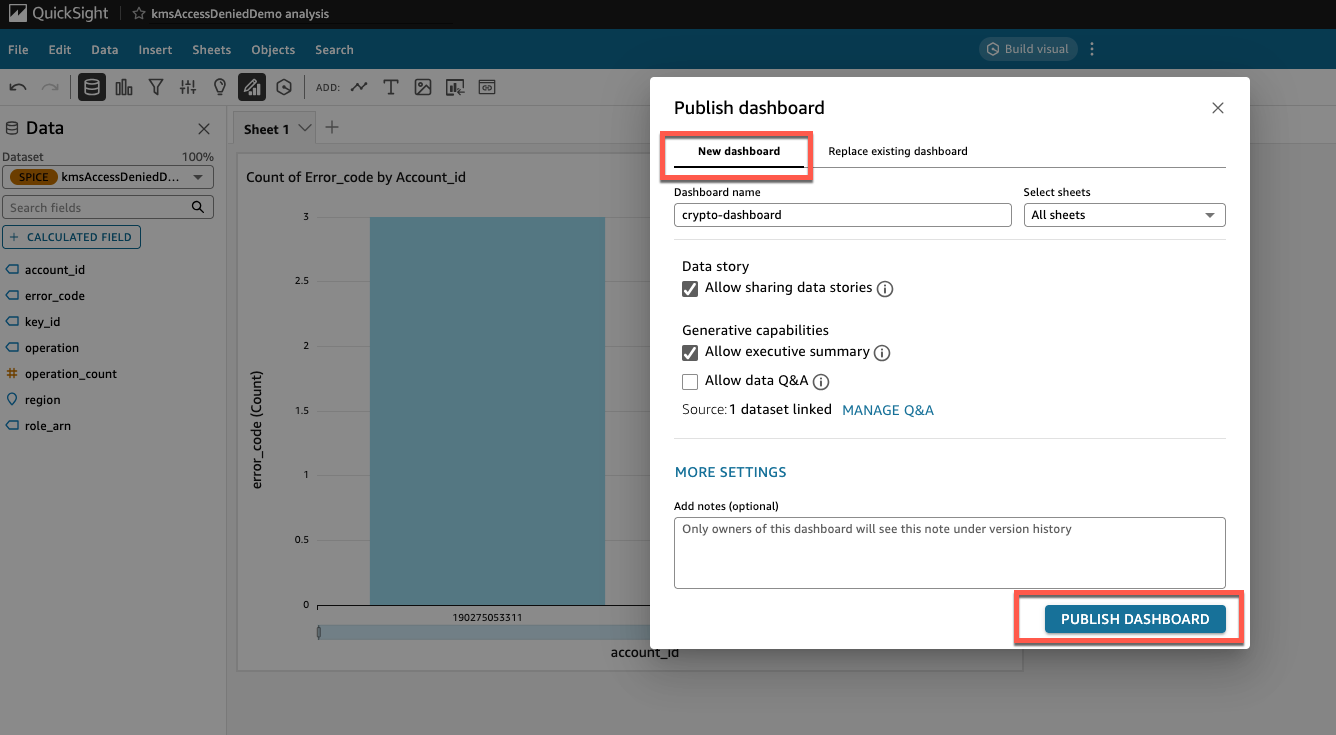 QuickSight
kmsAccessDeniedDemo analysis
File Edit Data Insert Sheets Objects Search
Build visual
ADD:
Data
Dataset 100%
SPICE kmsAccessDeniedD...
Search fields
+ CALCULATED FIELD
account_id
error_code
key_id
operation
# operation_count
region
role_arn
Sheet 1
Count of Error_code by Account_id
error_code (Count)
3
2.5
2
1.5
1
0.5
0
190275053311
account_id
Publish dashboard
New dashboard Replace existing dashboard
Dashboard name Select sheets
crypto-dashboard All sheets
Data story
Allow sharing data stories
Generative capabilities
Allow executive summary
Allow data Q&A
Source: 1 dataset linked MANAGE Q&A
MORE SETTINGS
Add notes (optional)
Only owners of this dashboard will see this note under version history
PUBLISH DASHBOARD